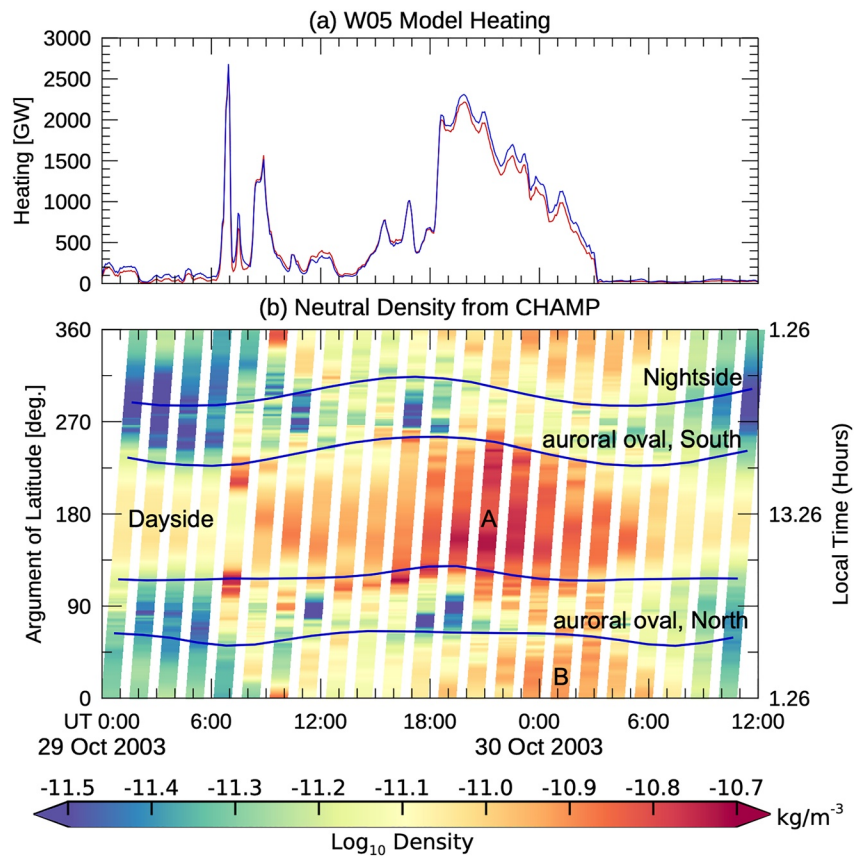 (a) W05 Model Heating
3000
2500
2000
1500
1000
500
0
Heating [GW]
(b) Neutral Density from CHAMP
360
270
180
90
0
Argument of Latitude [deg.]
1.26
13.26
1.26
Local Time (Hours)
Nightside
auroral oval, South
Dayside
A
auroral oval, North
B
UT 0:00 6:00 12:00 18:00 0:00 6:00 12:00
29 Oct 2003 30 Oct 2003
-11.5 -11.4 -11.3 -11.2 -11.1 -11.0 -10.9 -10.8 -10.7
kg/m⁻³
Log₁₀ Density